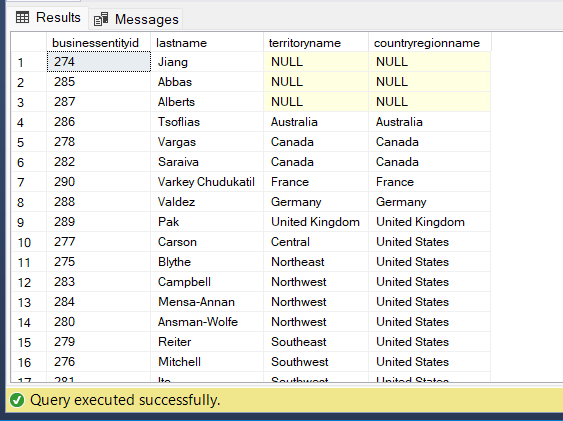 Results Messages
businessentityid lastname territoryname countryregionname
1 274 Jiang NULL NULL
2 285 Abbas NULL NULL
3 287 Alberts NULL NULL
4 286 Tsoflias Australia Australia
5 278 Vargas Canada Canada
6 282 Saraiva Canada Canada
7 290 Varkey Chudukatil France France
8 288 Valdez Germany Germany
9 289 Pak United Kingdom United Kingdom
10 277 Carson Central United States
11 275 Blythe Northeast United States
12 283 Campbell Northwest United States
13 284 Mensa-Annan Northwest United States
14 280 Ansman-Wolfe Northwest United States
15 279 Reiter Southeast United States
16 276 Mitchell Southwest United States
17 281 Ito Southwest United States
Query executed successfully.